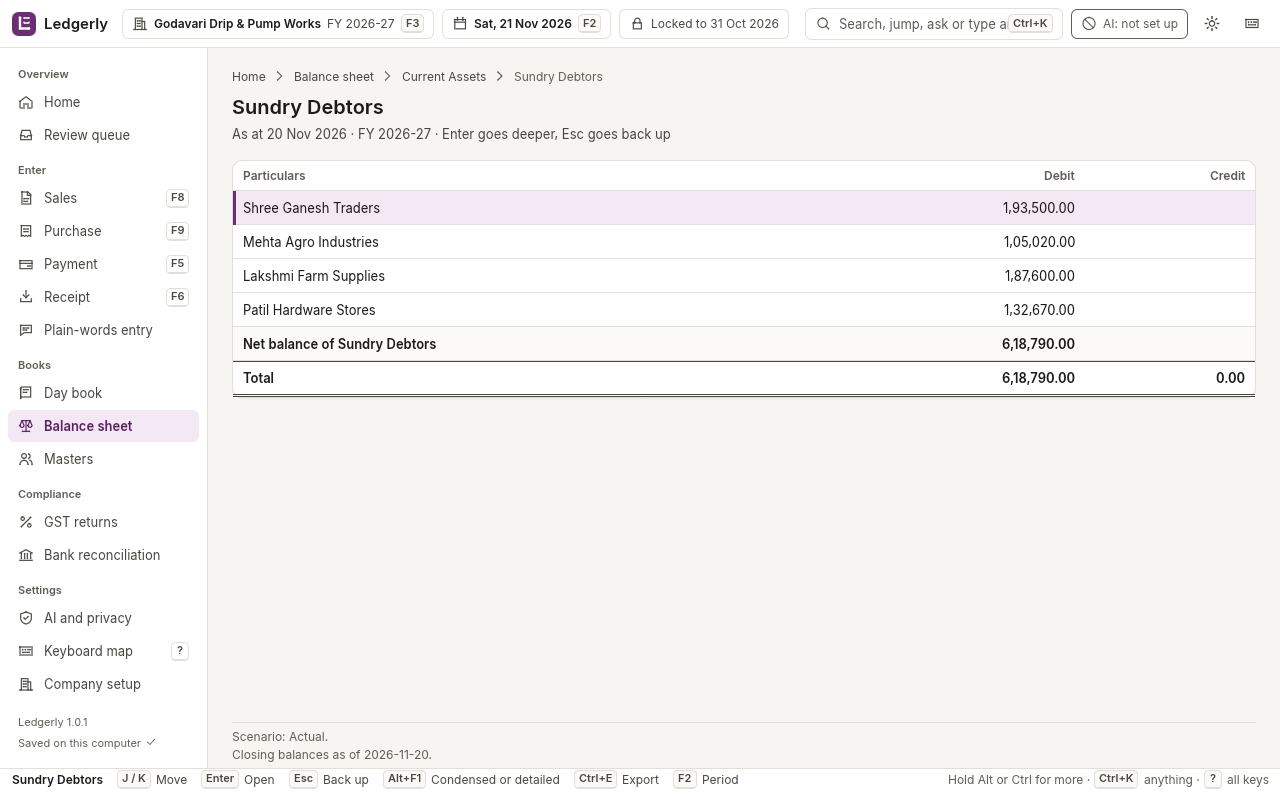 Ledgerly
Godavari Drip & Pump Works FY 2026-27 F3
Sat, 21 Nov 2026 F2
Locked to 31 Oct 2026
Search, jump, ask or type a Ctrl+K
AI: not set up
Overview
Home
Review queue
Enter
Sales F8
Purchase F9
Payment F5
Receipt F6
Plain-words entry
Books
Day book
Balance sheet
Masters
Compliance
GST returns
Bank reconciliation
Settings
AI and privacy
Keyboard map ?
Company setup
Ledgerly 1.0.1
Saved on this computer
Home > Balance sheet > Current Assets > Sundry Debtors
Sundry Debtors
As at 20 Nov 2026 · FY 2026-27 · Enter goes deeper, Esc goes back up
Particulars Debit Credit
Shree Ganesh Traders 1,93,500.00
Mehta Agro Industries 1,05,020.00
Lakshmi Farm Supplies 1,87,600.00
Patil Hardware Stores 1,32,670.00
Net balance of Sundry Debtors 6,18,790.00
Total 6,18,790.00 0.00
Scenario: Actual.
Closing balances as of 2026-11-20.
Sundry Debtors J / K Move Enter Open Esc Back up Alt+F1 Condensed or detailed Ctrl+E Export F2 Period Hold Alt or Ctrl for more · Ctrl+K anything · ? all keys